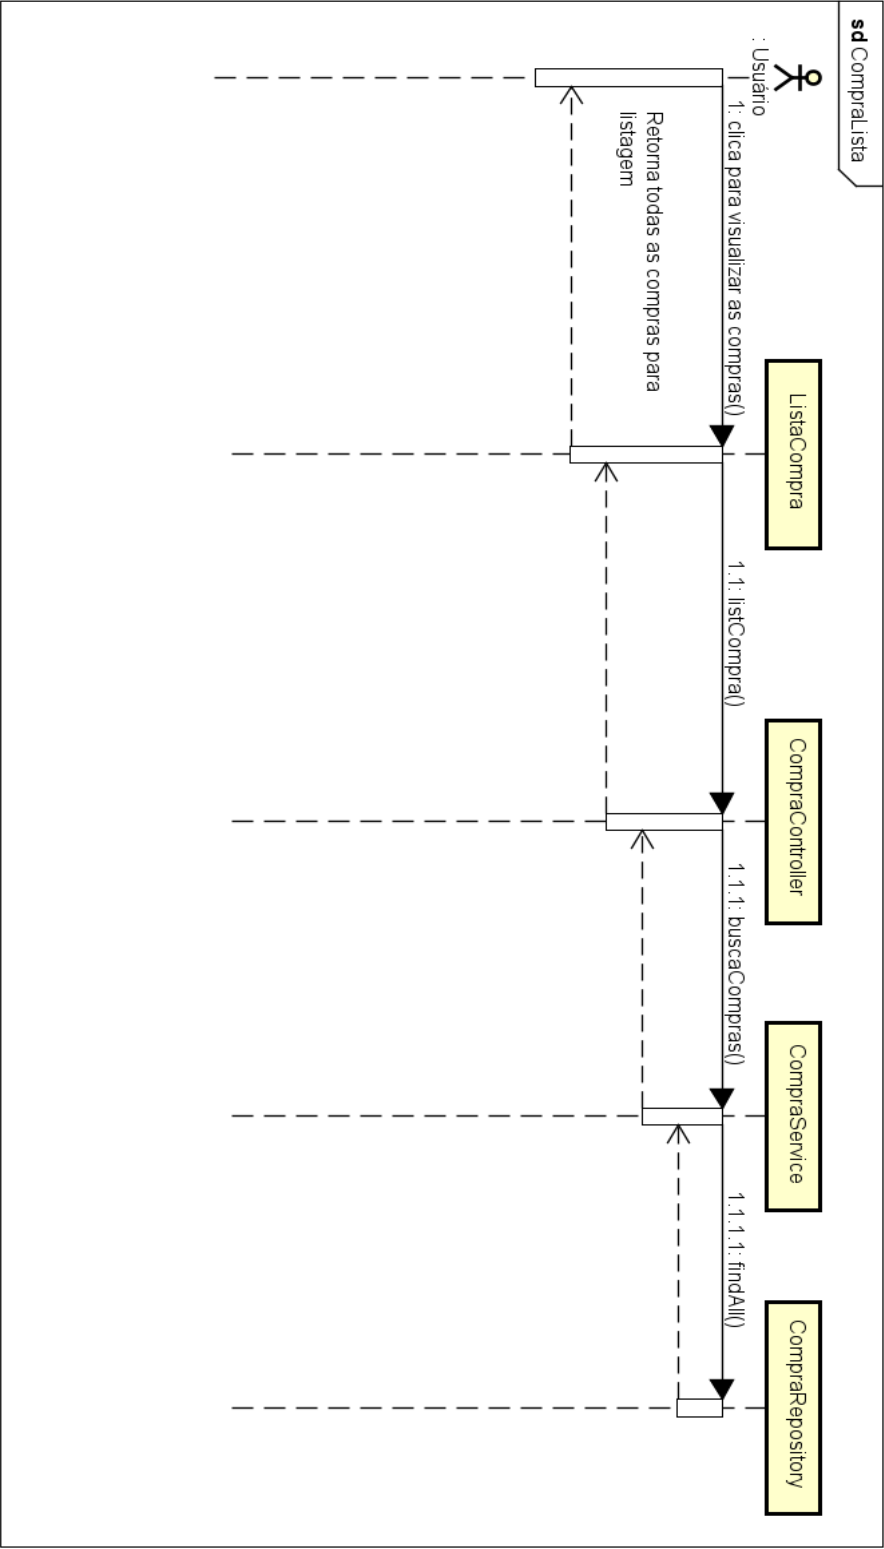 sd CompraLista
: Usuário
ListaCompra
CompraController
CompraService
CompraRepository
1: clica para visualizar as compras()
1.1: listCompra()
1.1.1: buscaCompras()
1.1.1.1: findAll()
Retorna todas as compras para
listagem